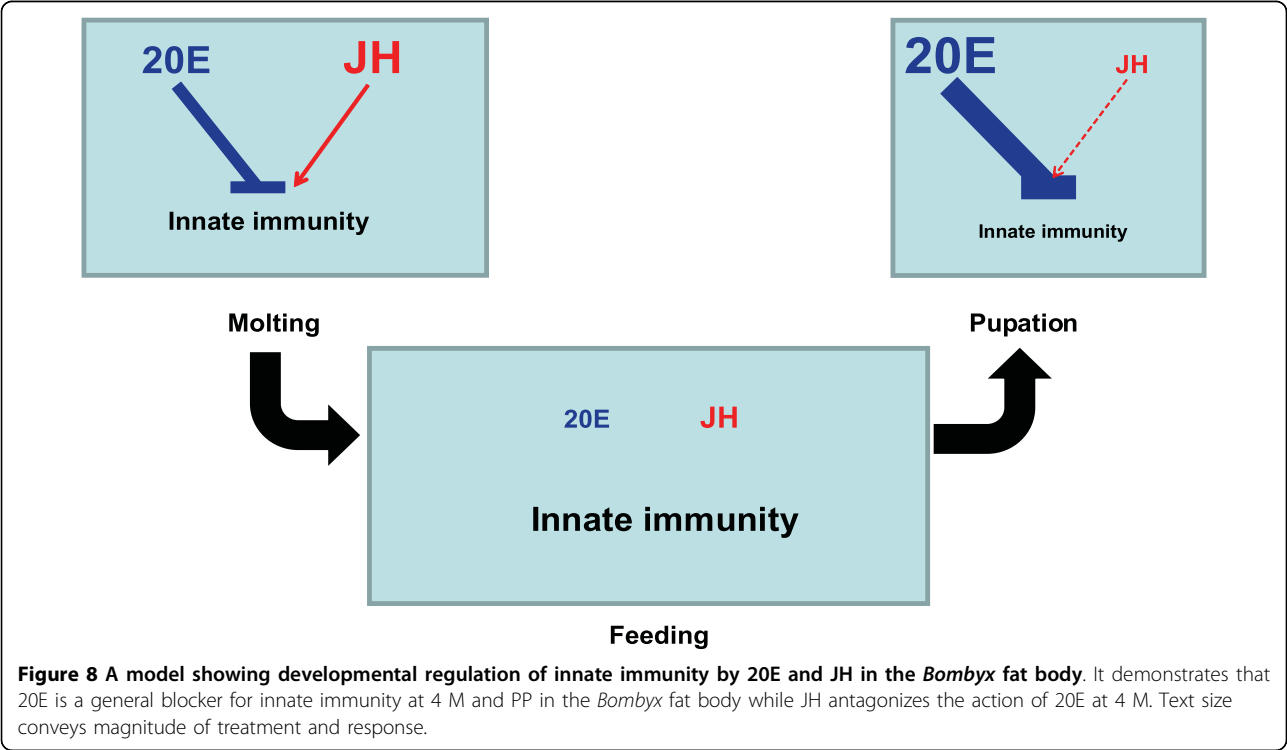 20E JH
Innate immunity
Molting
20E JH
Innate immunity
Pupation
20E JH
Innate immunity
Feeding
Figure 8 A model showing developmental regulation of innate immunity by 20E and JH in the Bombyx fat body. It demonstrates that
20E is a general blocker for innate immunity at 4 M and PP in the Bombyx fat body while JH antagonizes the action of 20E at 4 M. Text size
conveys magnitude of treatment and response.